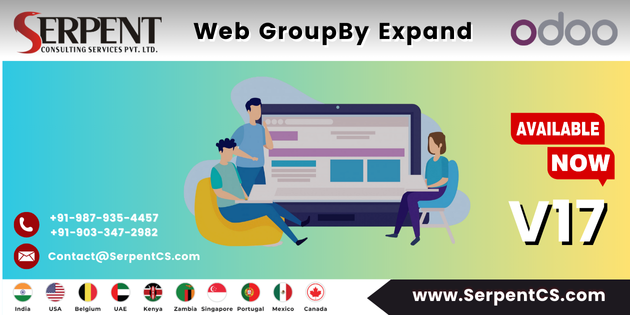 SERPENT
CONSULTING SERVICES PVT. LTD.
Web GroupBy Expand
odoo
AVAILABLE
NOW
V17
+91-987-935-4457
+91-903-347-2982
Contact@SerpentCS.com
India USA Belgium UAE Kenya Zambia Singapore Portugal Mexico Canada
www.SerpentCS.com